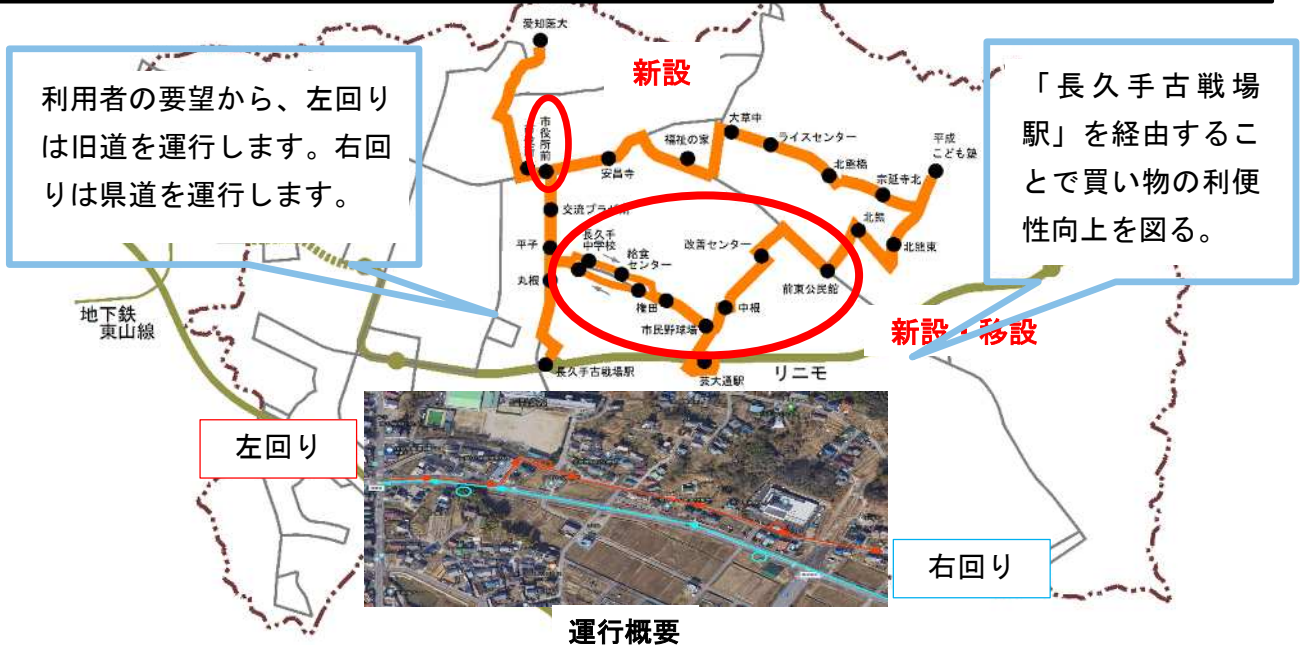 愛知医大
新設
利用者の要望から、左回り
は旧道を運行します。右回
りは県道を運行します。
「長久手古戦場
駅」を経由するこ
とで買い物の利便
性向上を図る。
市役所前
安昌寺
福祉の家
大草中
ライスセンター
北熊橋
宗延寺北
平成
こども塾
北熊
北熊東
交流プラザ前
平子
丸根
長久手
中学校
給食
センター
権田
市民野球場
中根
改善センター
前東公民館
新設・移設
地下鉄
東山線
長久手古戦場駅
芸大通駅
リニモ
左回り
右回り
運行概要